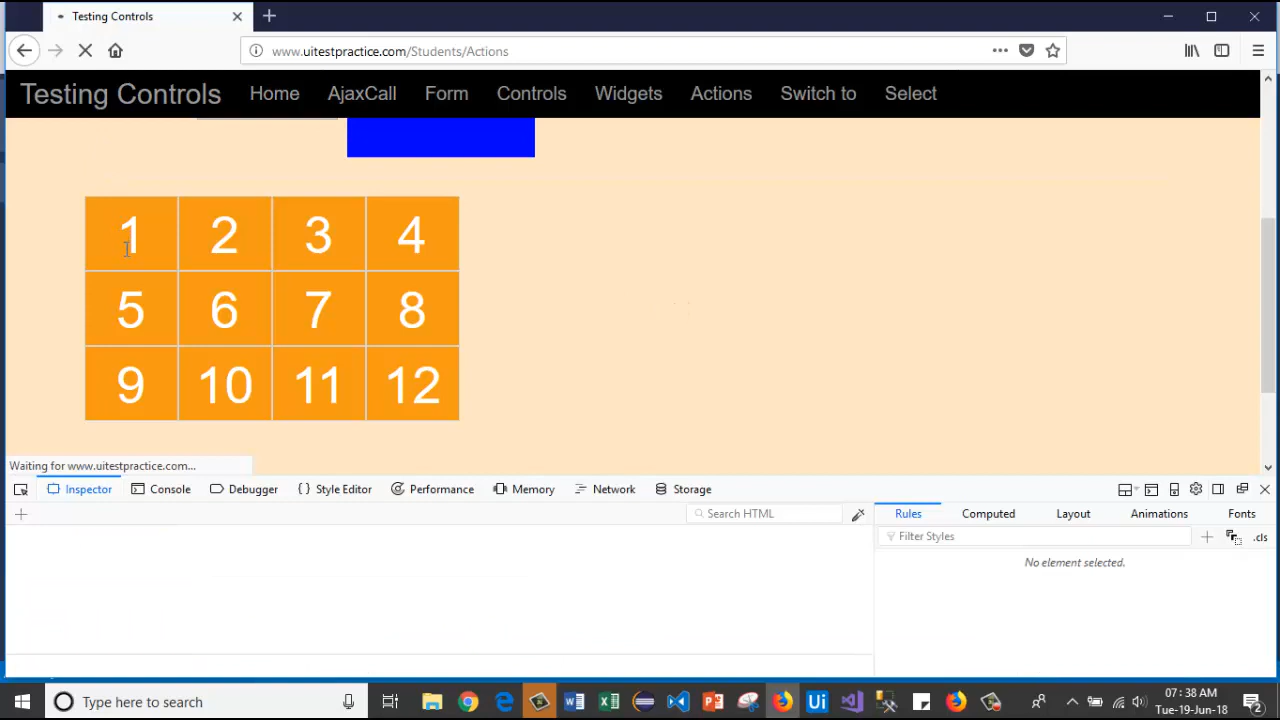 Testing Controls
www.uitestpractice.com/Students/Actions
Testing Controls Home AjaxCall Form Controls Widgets Actions Switch to Select
1 2 3 4
5 6 7 8
9 10 11 12
Waiting for www.uitestpractice.com...
Inspector Console Debugger { } Style Editor Performance Memory Network Storage
Search HTML
Rules Computed Layout Animations Fonts
Filter Styles .cls
No element selected.
Type here to search
07:38 AM
Tue-19-Jun-18
2